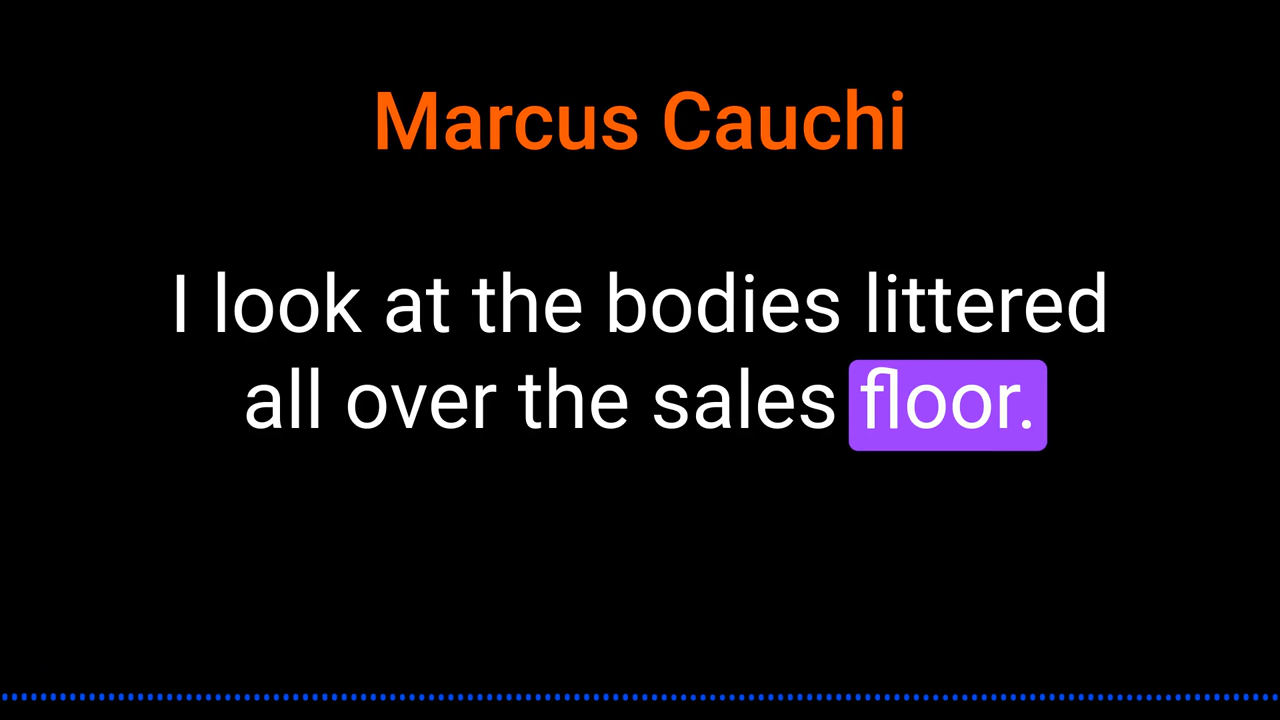 Marcus Cauchi
I look at the bodies littered
all over the sales floor.